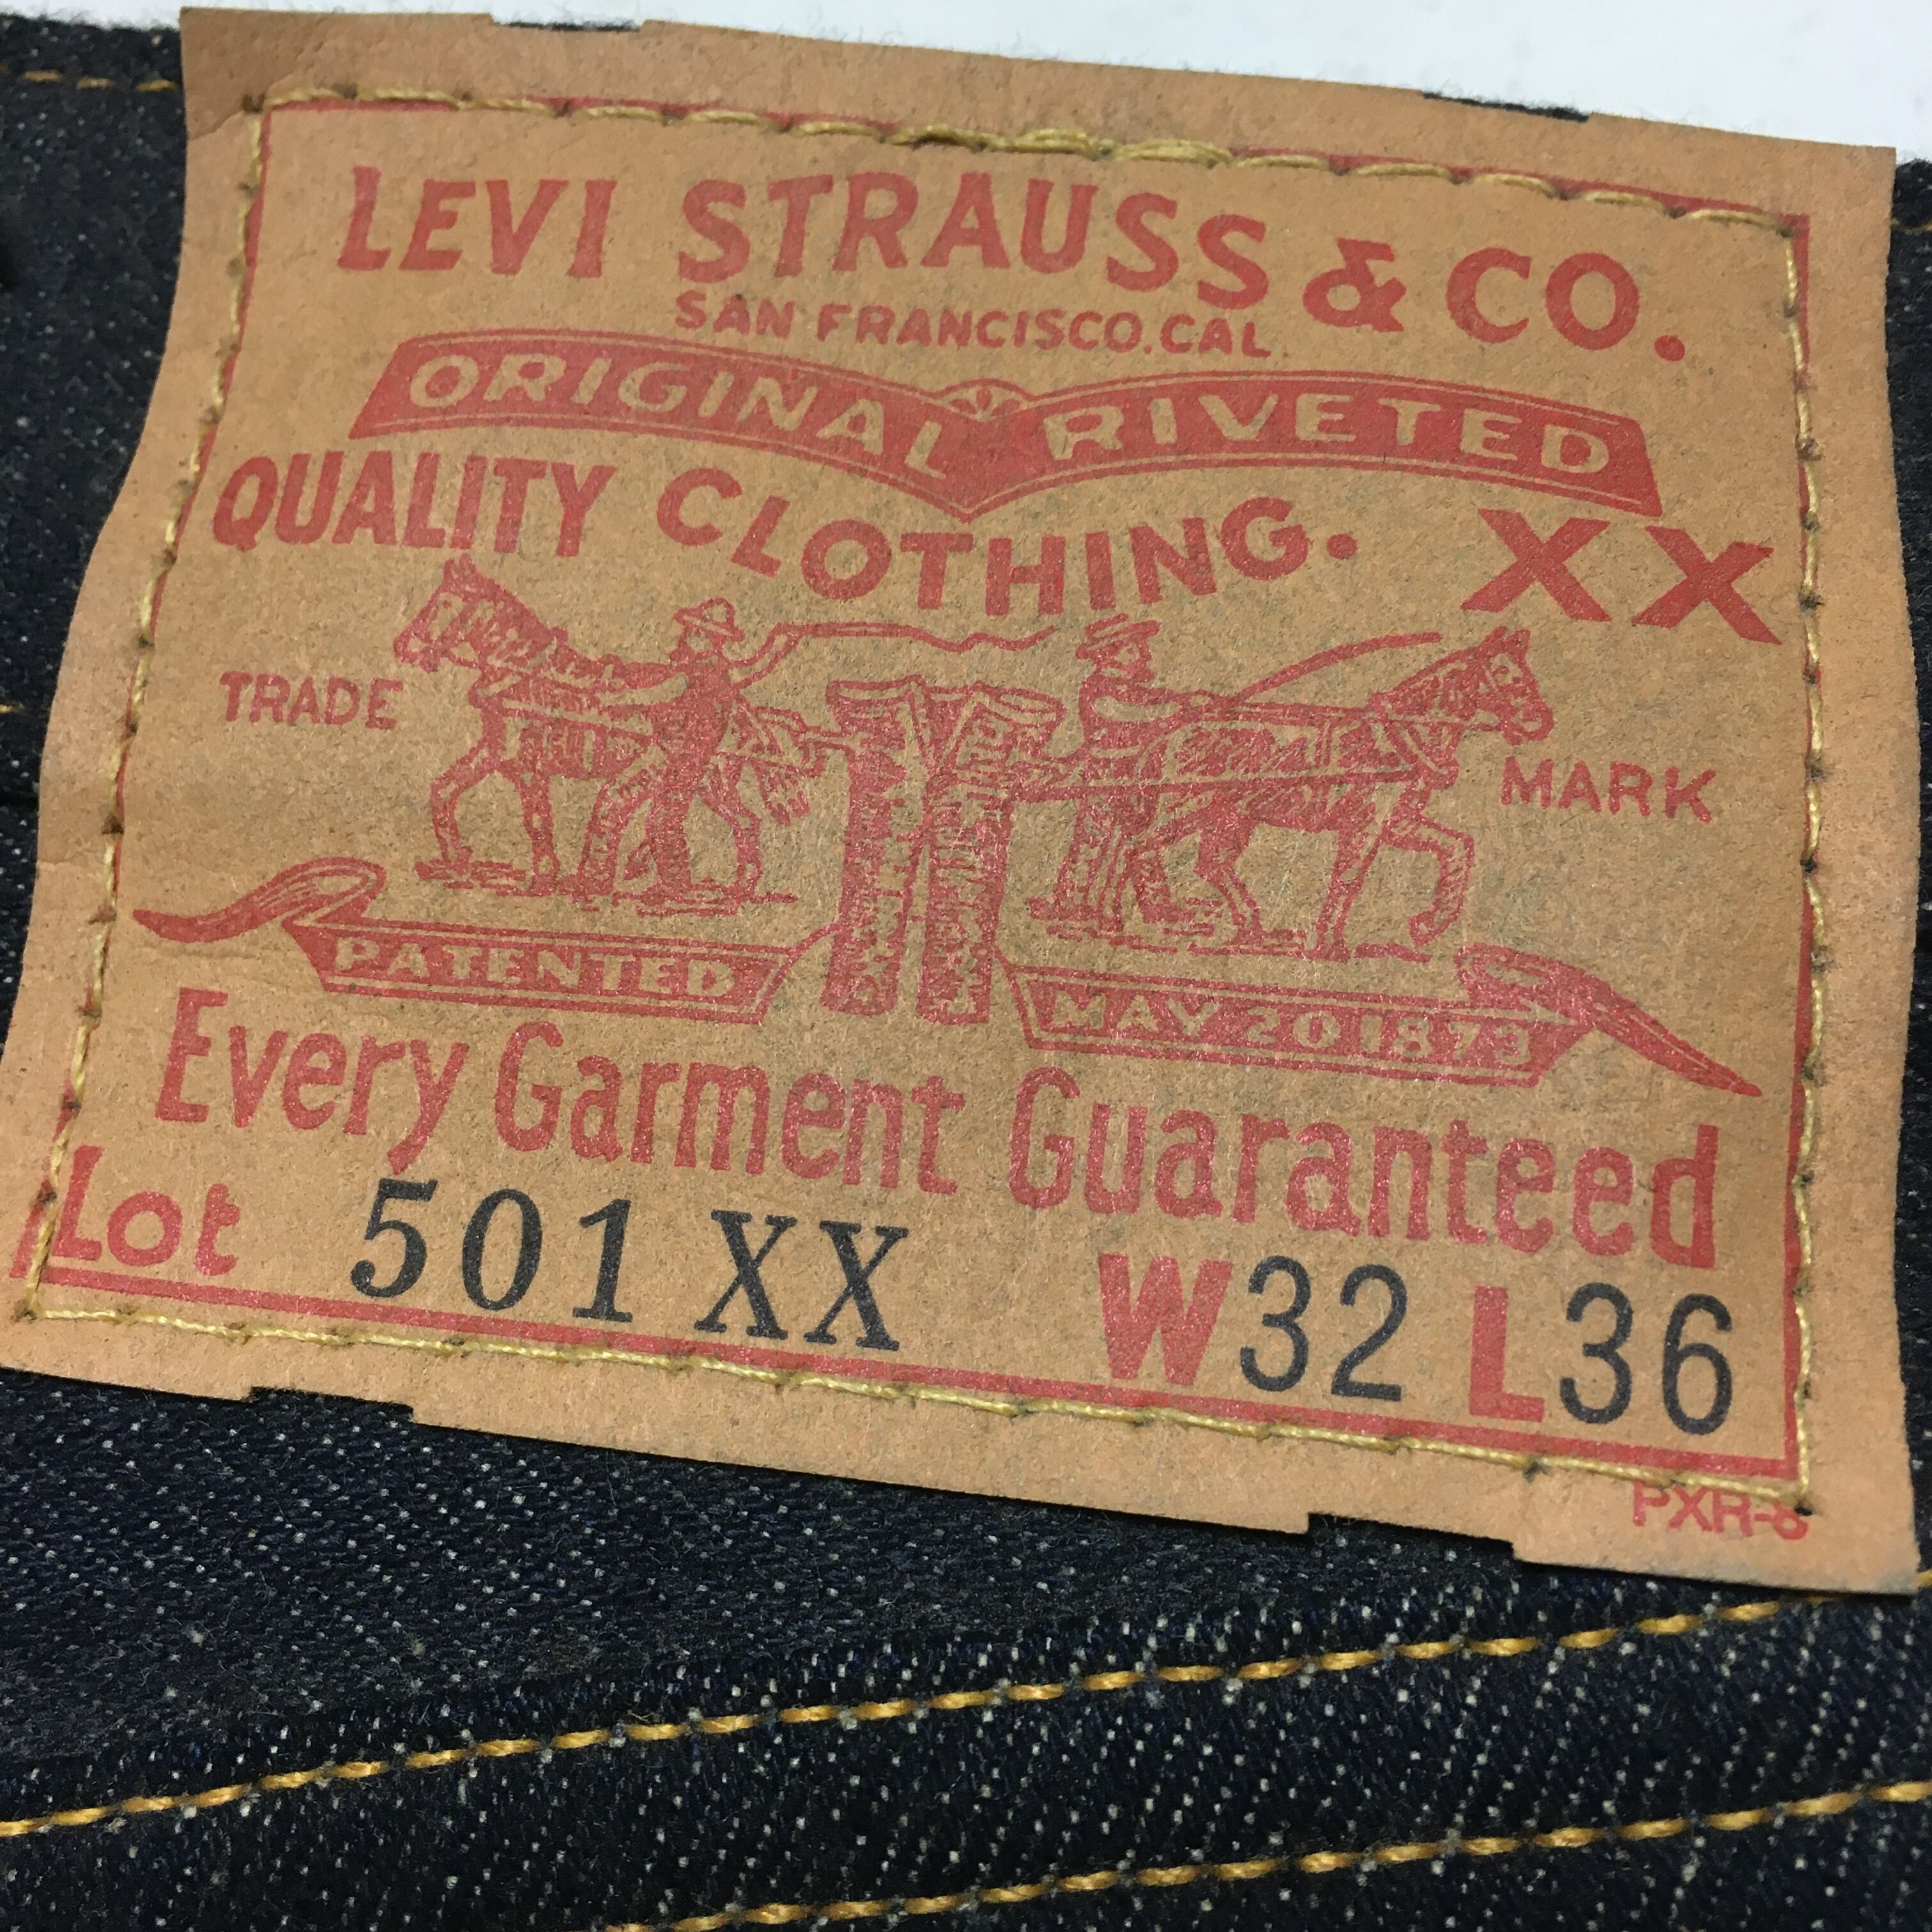 LEVI STRAUSS & CO.
SAN FRANCISCO.CAL.
ORIGINAL RIVETED
QUALITY CLOTHING. XX
TRADE MARK
PATENTED MAY 20 1873
Every Garment Guaranteed
Lot 501 XX W32 L36